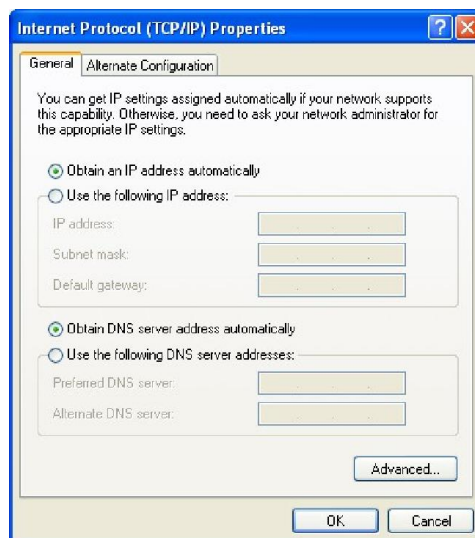 Internet Protocol (TCP/IP) Properties
General
Alternate Configuration
You can get IP settings assigned automatically if your network supports
this capability. Otherwise, you need to ask your network administrator for
the appropriate IP settings.
Obtain an IP address automatically
Use the following IP address:
IP address:
Subnet mask:
Default gateway:
Obtain DNS server address automatically
Use the following DNS server addresses:
Preferred DNS server:
Alternate DNS server:
Advanced...
OK
Cancel